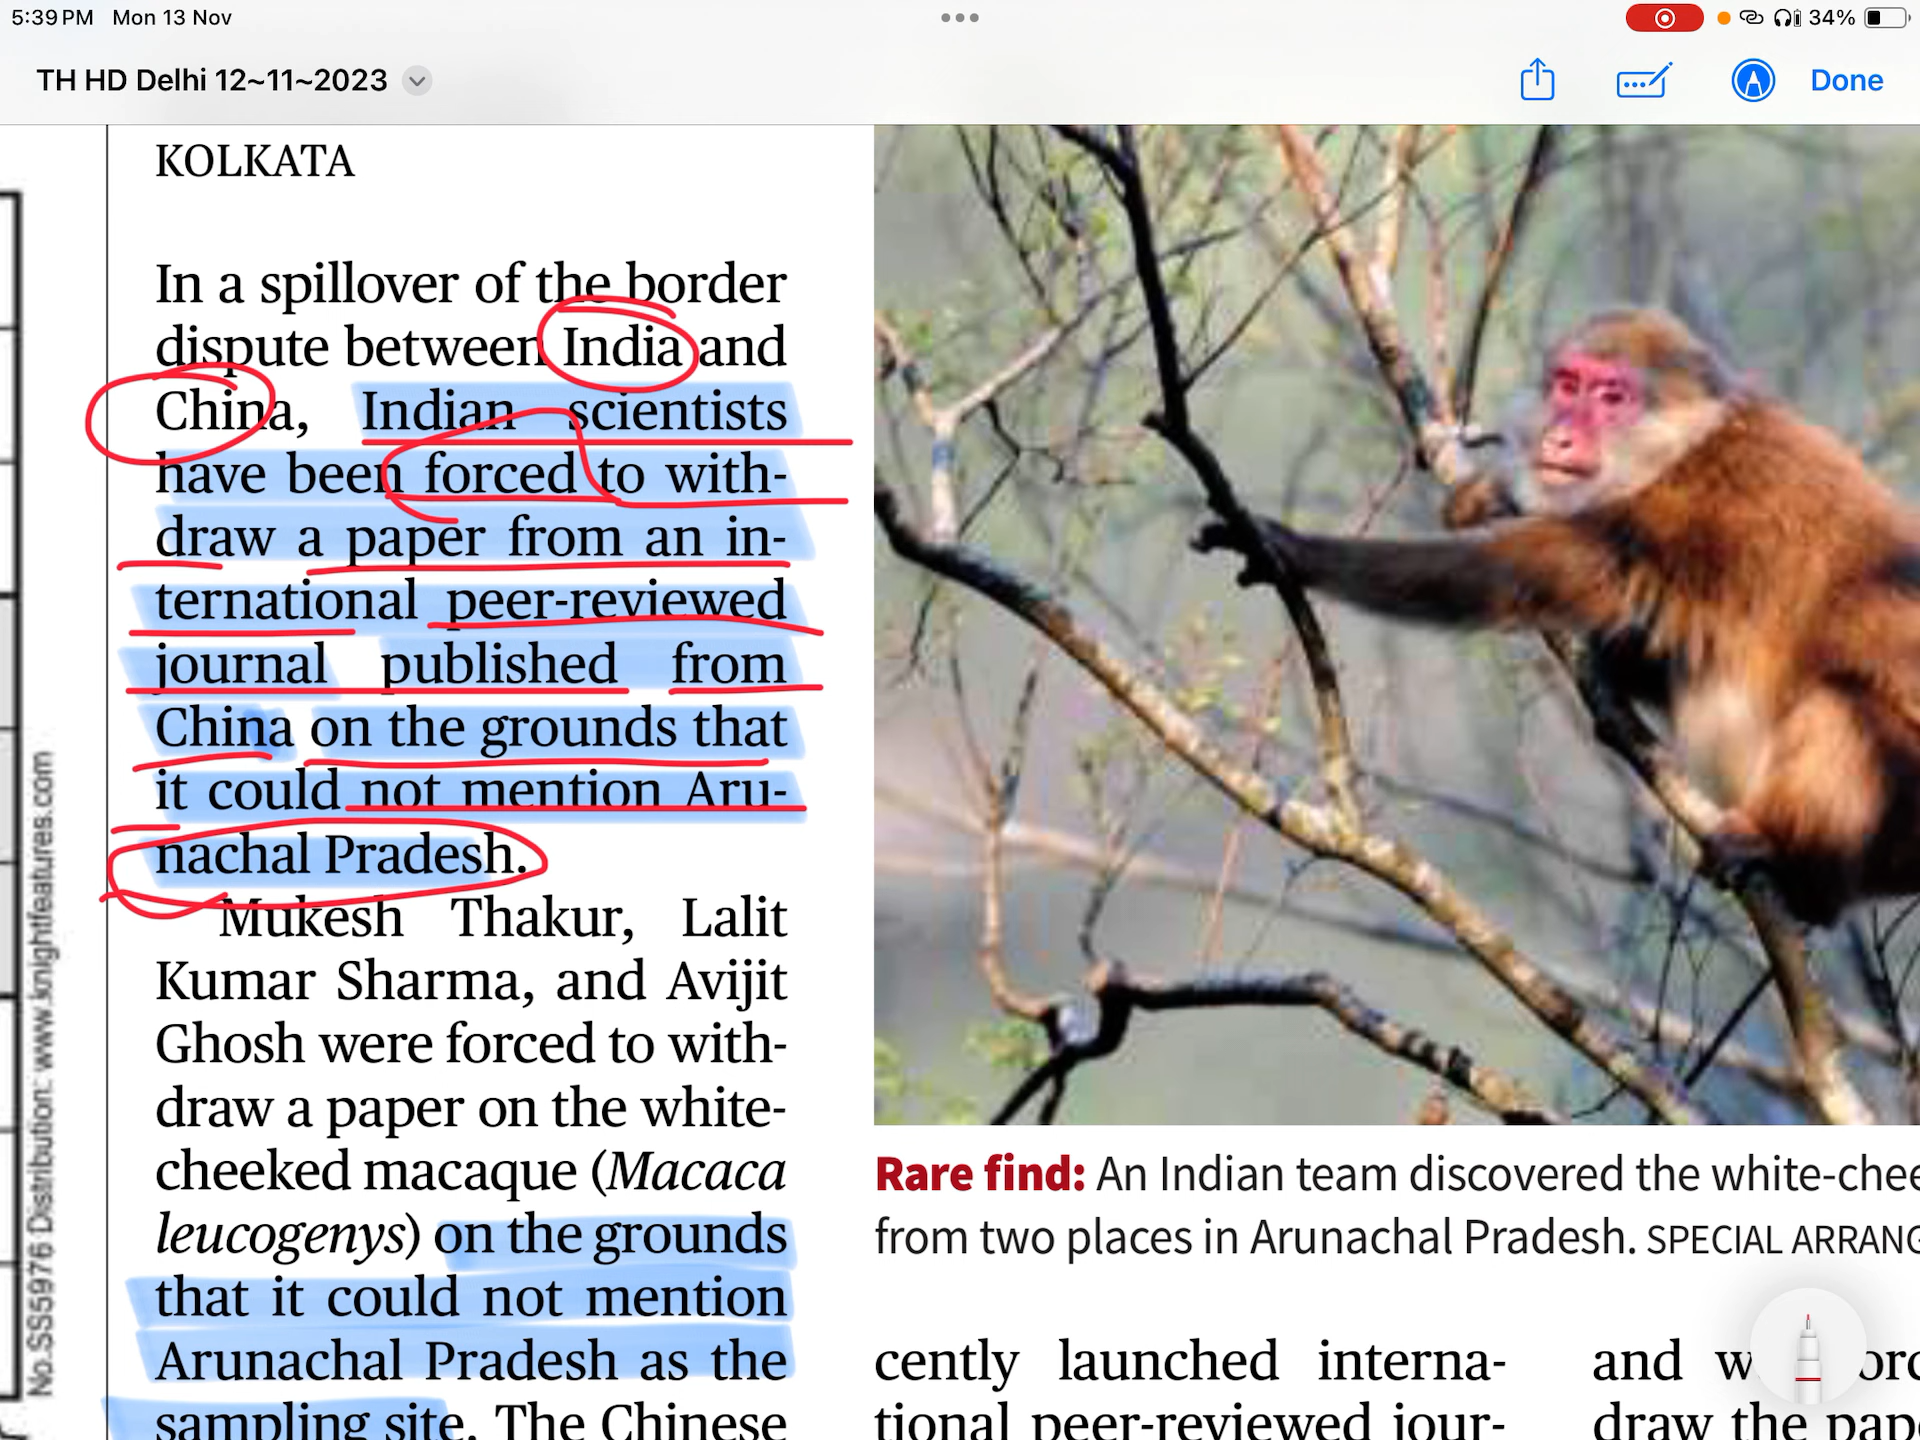 5:39 PM Mon 13 Nov
34%
TH HD Delhi 12~11~2023
Done
KOLKATA
In a spillover of the border
dispute between India and
China, Indian scientists
have been forced to with-
draw a paper from an in-
ternational peer-reviewed
journal published from
China on the grounds that
it could not mention Aru-
nachal Pradesh.
Mukesh Thakur, Lalit
Kumar Sharma, and Avijit
Ghosh were forced to with-
draw a paper on the white-
cheeked macaque (Macaca
leucogenys) on the grounds
that it could not mention
Arunachal Pradesh as the
sampling site. The Chinese
No.SS5976 Distribution: www.knightfeatures.com
Rare find: An Indian team discovered the white-chee
from two places in Arunachal Pradesh. SPECIAL ARRANG
cently launched interna-
tional peer-reviewed jour-
and
draw the pap